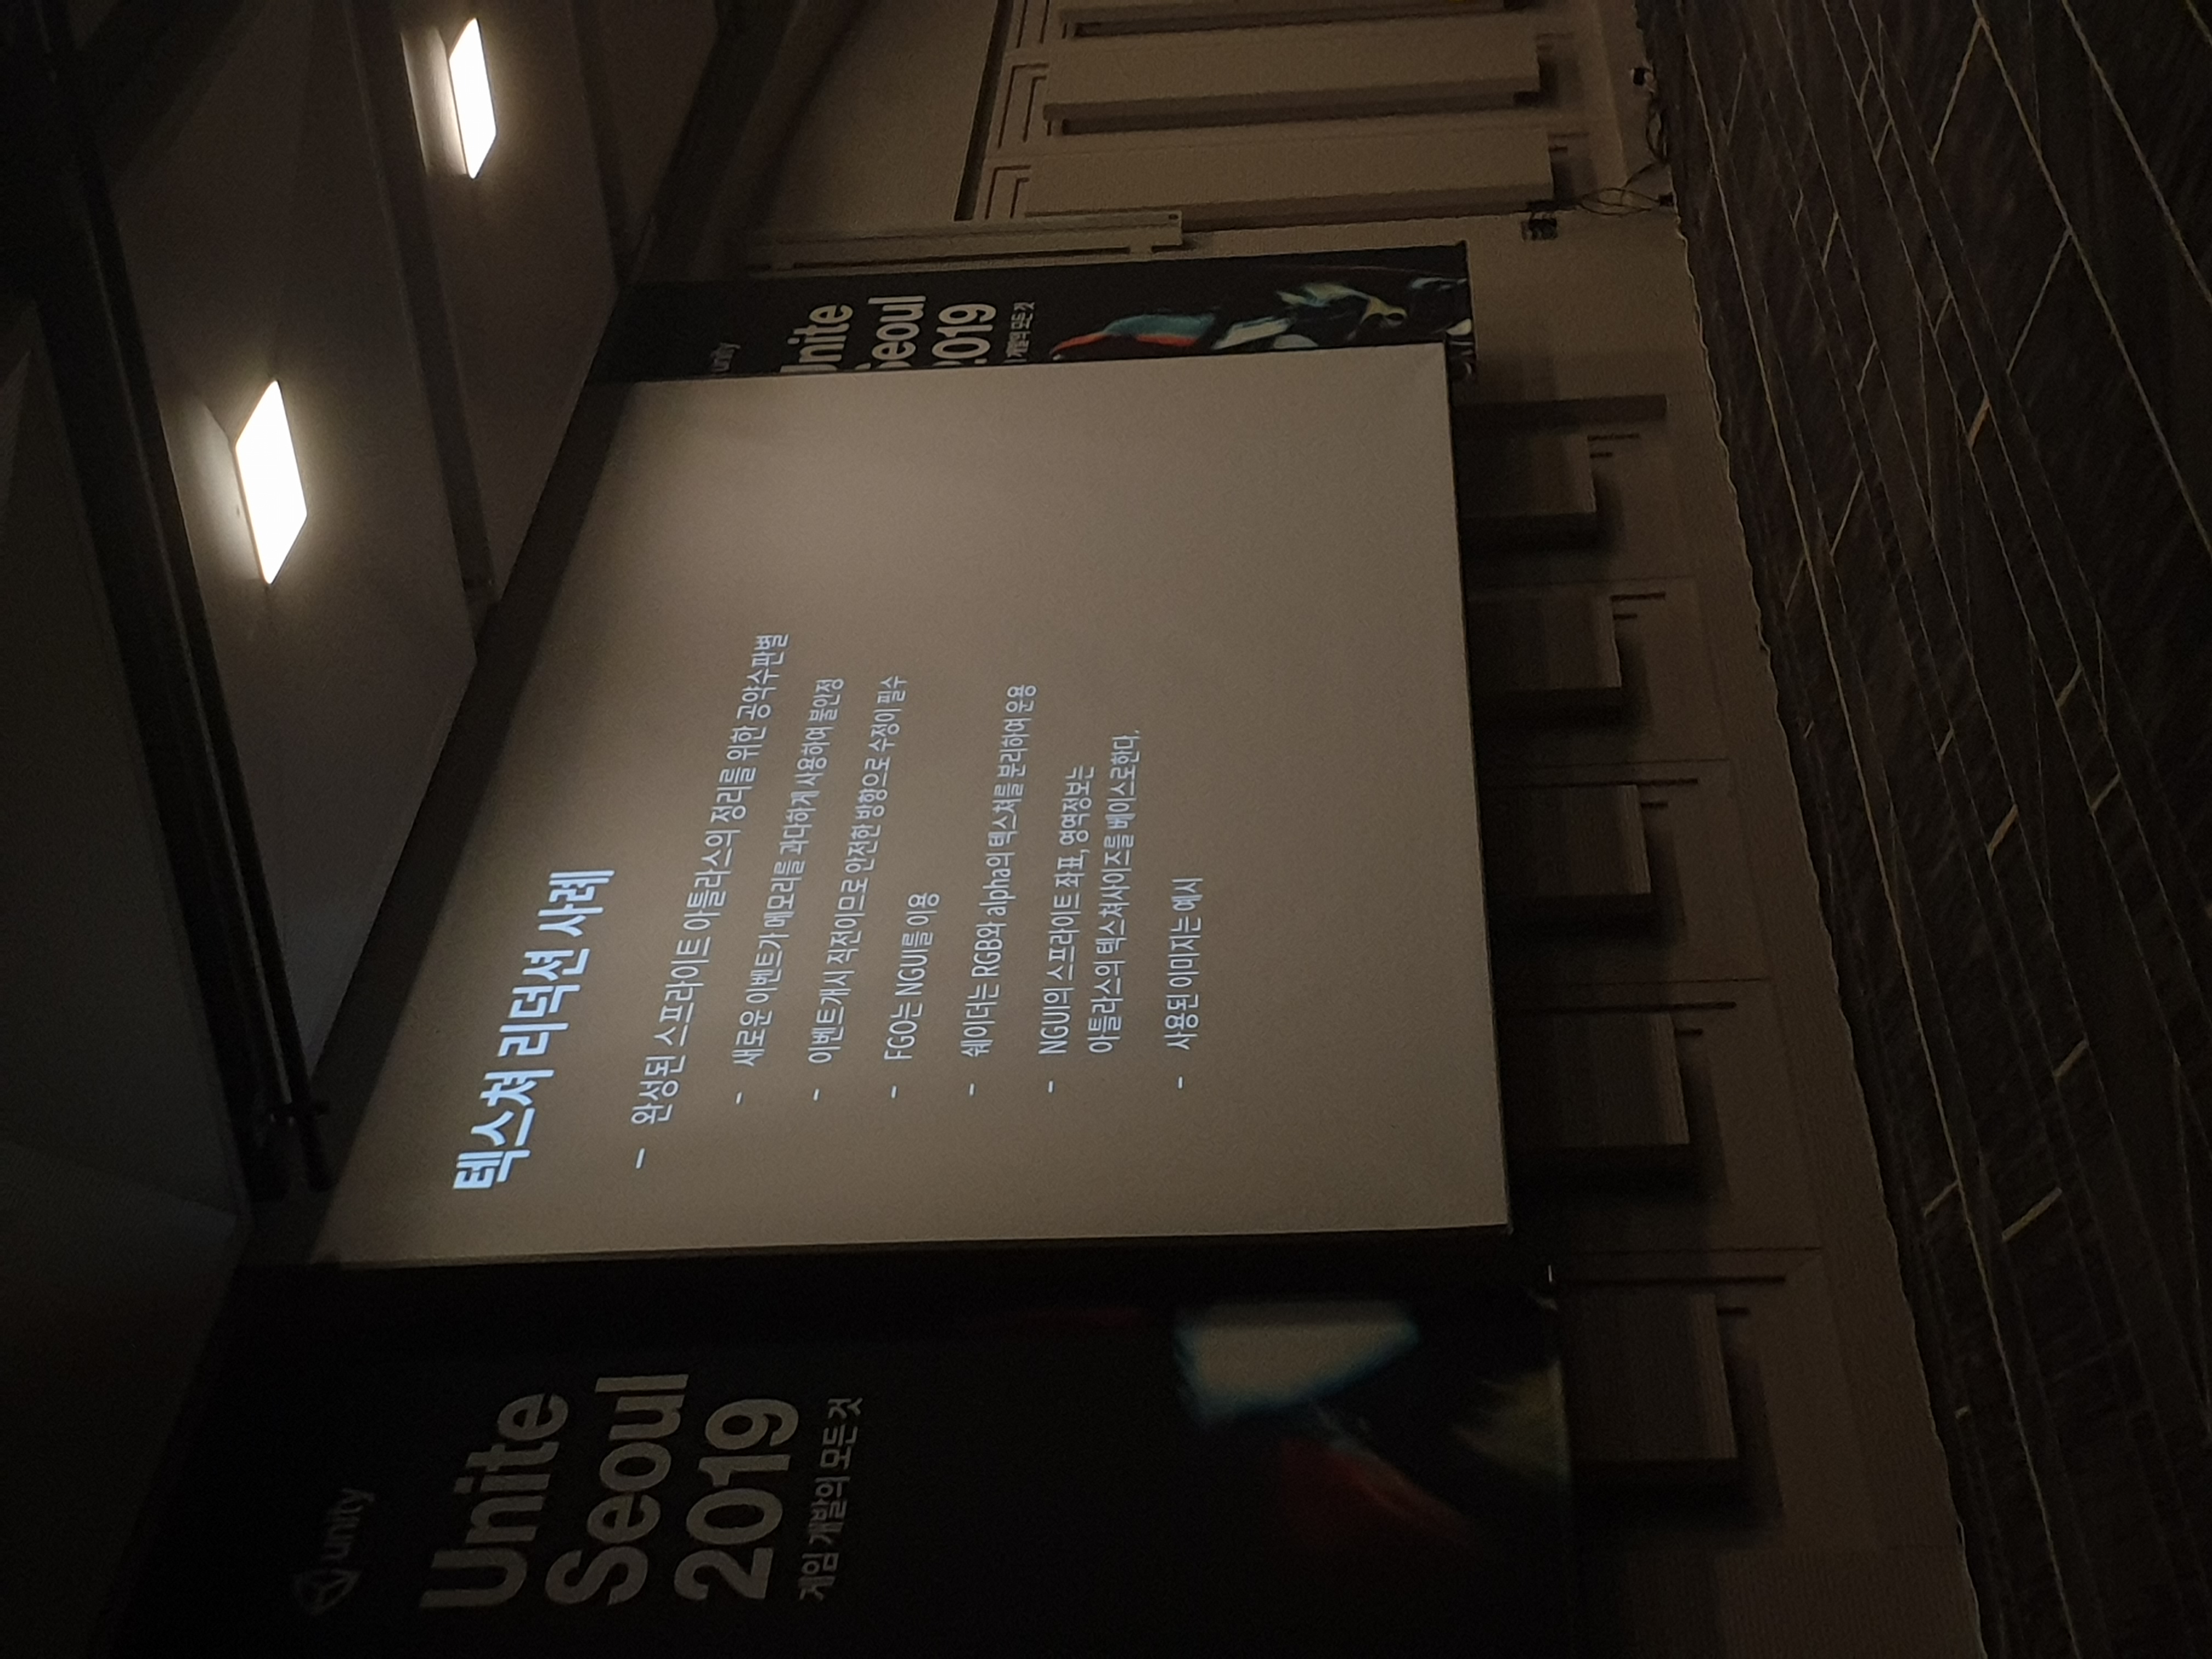 unity
Unite
Seoul
2019
게임 개발의 모든 것
텍스쳐 리덕션 사례
– 완성된 스프라이트 아틀라스의 정리를 위한 공약수판별
– 새로운 이벤트가 메모리를 과다하게 사용하여 불안정
– 이벤트개시 직전이므로 안전한 방향으로 수정이 필수
– FGO는 NGUI를 이용
– 쉐이더는 RGB와 alpha의 텍스쳐를 분리하여 운용
– NGUI의 스프라이트 좌표, 영역정보는
아틀라스의 텍스쳐사이즈를 베이스로한다.
– 사용된 이미지는 예시
unity
Unite
Seoul
2019
개발의 모든 것